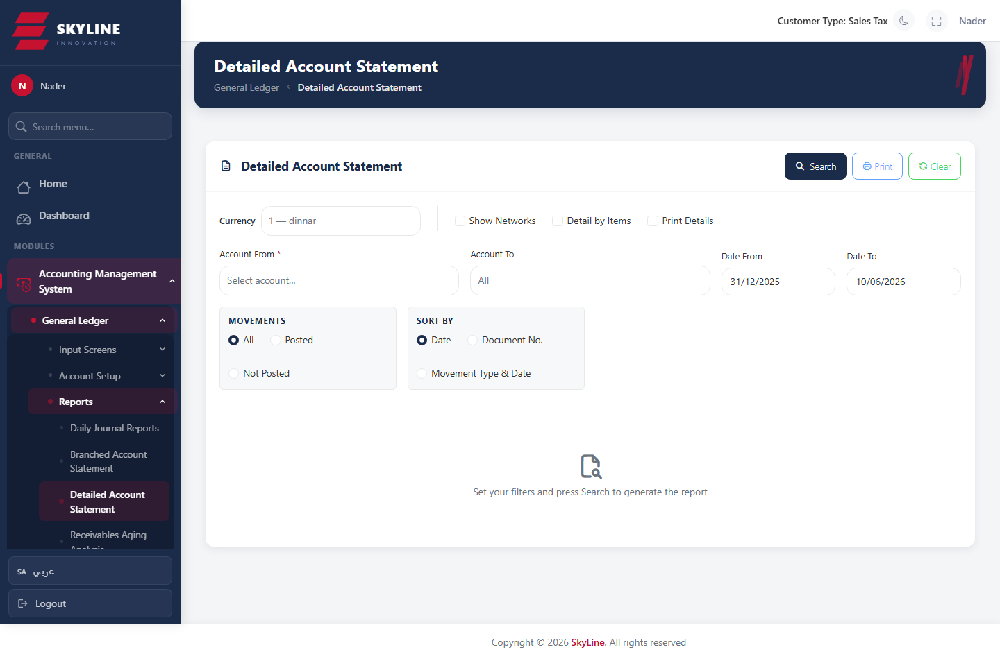 SKYLINE
INNOVATION
N Nader
Search menu...
GENERAL
Home
Dashboard
MODULES
Accounting Management
System
General Ledger
Input Screens
Account Setup
Reports
Daily Journal Reports
Branched Account
Statement
Detailed Account
Statement
Receivables Aging
Analysis
SA عربي
Logout
Customer Type: Sales Tax
Nader
Detailed Account Statement
General Ledger < Detailed Account Statement
Detailed Account Statement
Search
Print
Clear
Currency 1 — dinnar
Show Networks
Detail by Items
Print Details
Account From *
Account To
Date From
Date To
Select account...
All
31/12/2025
10/06/2026
MOVEMENTS
All
Posted
Not Posted
SORT BY
Date
Document No.
Movement Type & Date
Set your filters and press Search to generate the report
Copyright © 2026 SkyLine. All rights reserved